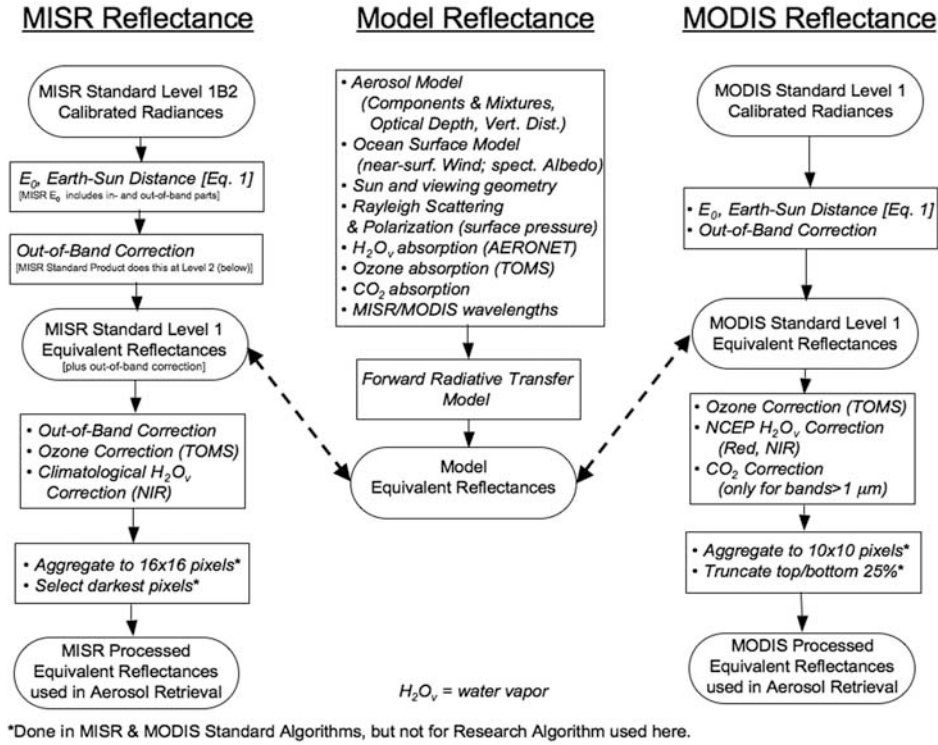 MISR Reflectance
MISR Standard Level 1B2
Calibrated Radiances
E₀, Earth-Sun Distance [Eq. 1]
[MISR E₀ includes in- and out-of-band parts]
Out-of-Band Correction
[MISR Standard Product does this at Level 2 (below)]
MISR Standard Level 1
Equivalent Reflectances
[plus out-of-band correction]
• Out-of-Band Correction
• Ozone Correction (TOMS)
• Climatological H₂Oᵥ
Correction (NIR)
• Aggregate to 16x16 pixels*
• Select darkest pixels*
MISR Processed
Equivalent Reflectances
used in Aerosol Retrieval
Model Reflectance
• Aerosol Model
(Components & Mixtures,
Optical Depth, Vert. Dist.)
• Ocean Surface Model
(near-surf. Wind; spect. Albedo)
• Sun and viewing geometry
• Rayleigh Scattering
& Polarization (surface pressure)
• H₂Oᵥ absorption (AERONET)
• Ozone absorption (TOMS)
• CO₂ absorption
• MISR/MODIS wavelengths
Forward Radiative Transfer
Model
Model
Equivalent Reflectances
H₂Oᵥ = water vapor
MODIS Reflectance
MODIS Standard Level 1
Calibrated Radiances
• E₀, Earth-Sun Distance [Eq. 1]
• Out-of-Band Correction
MODIS Standard Level 1
Equivalent Reflectances
• Ozone Correction (TOMS)
• NCEP H₂Oᵥ Correction
(Red, NIR)
• CO₂ Correction
(only for bands>1 µm)
• Aggregate to 10x10 pixels*
• Truncate top/bottom 25%*
MODIS Processed
Equivalent Reflectances
used in Aerosol Retrieval
*Done in MISR & MODIS Standard Algorithms, but not for Research Algorithm used here.